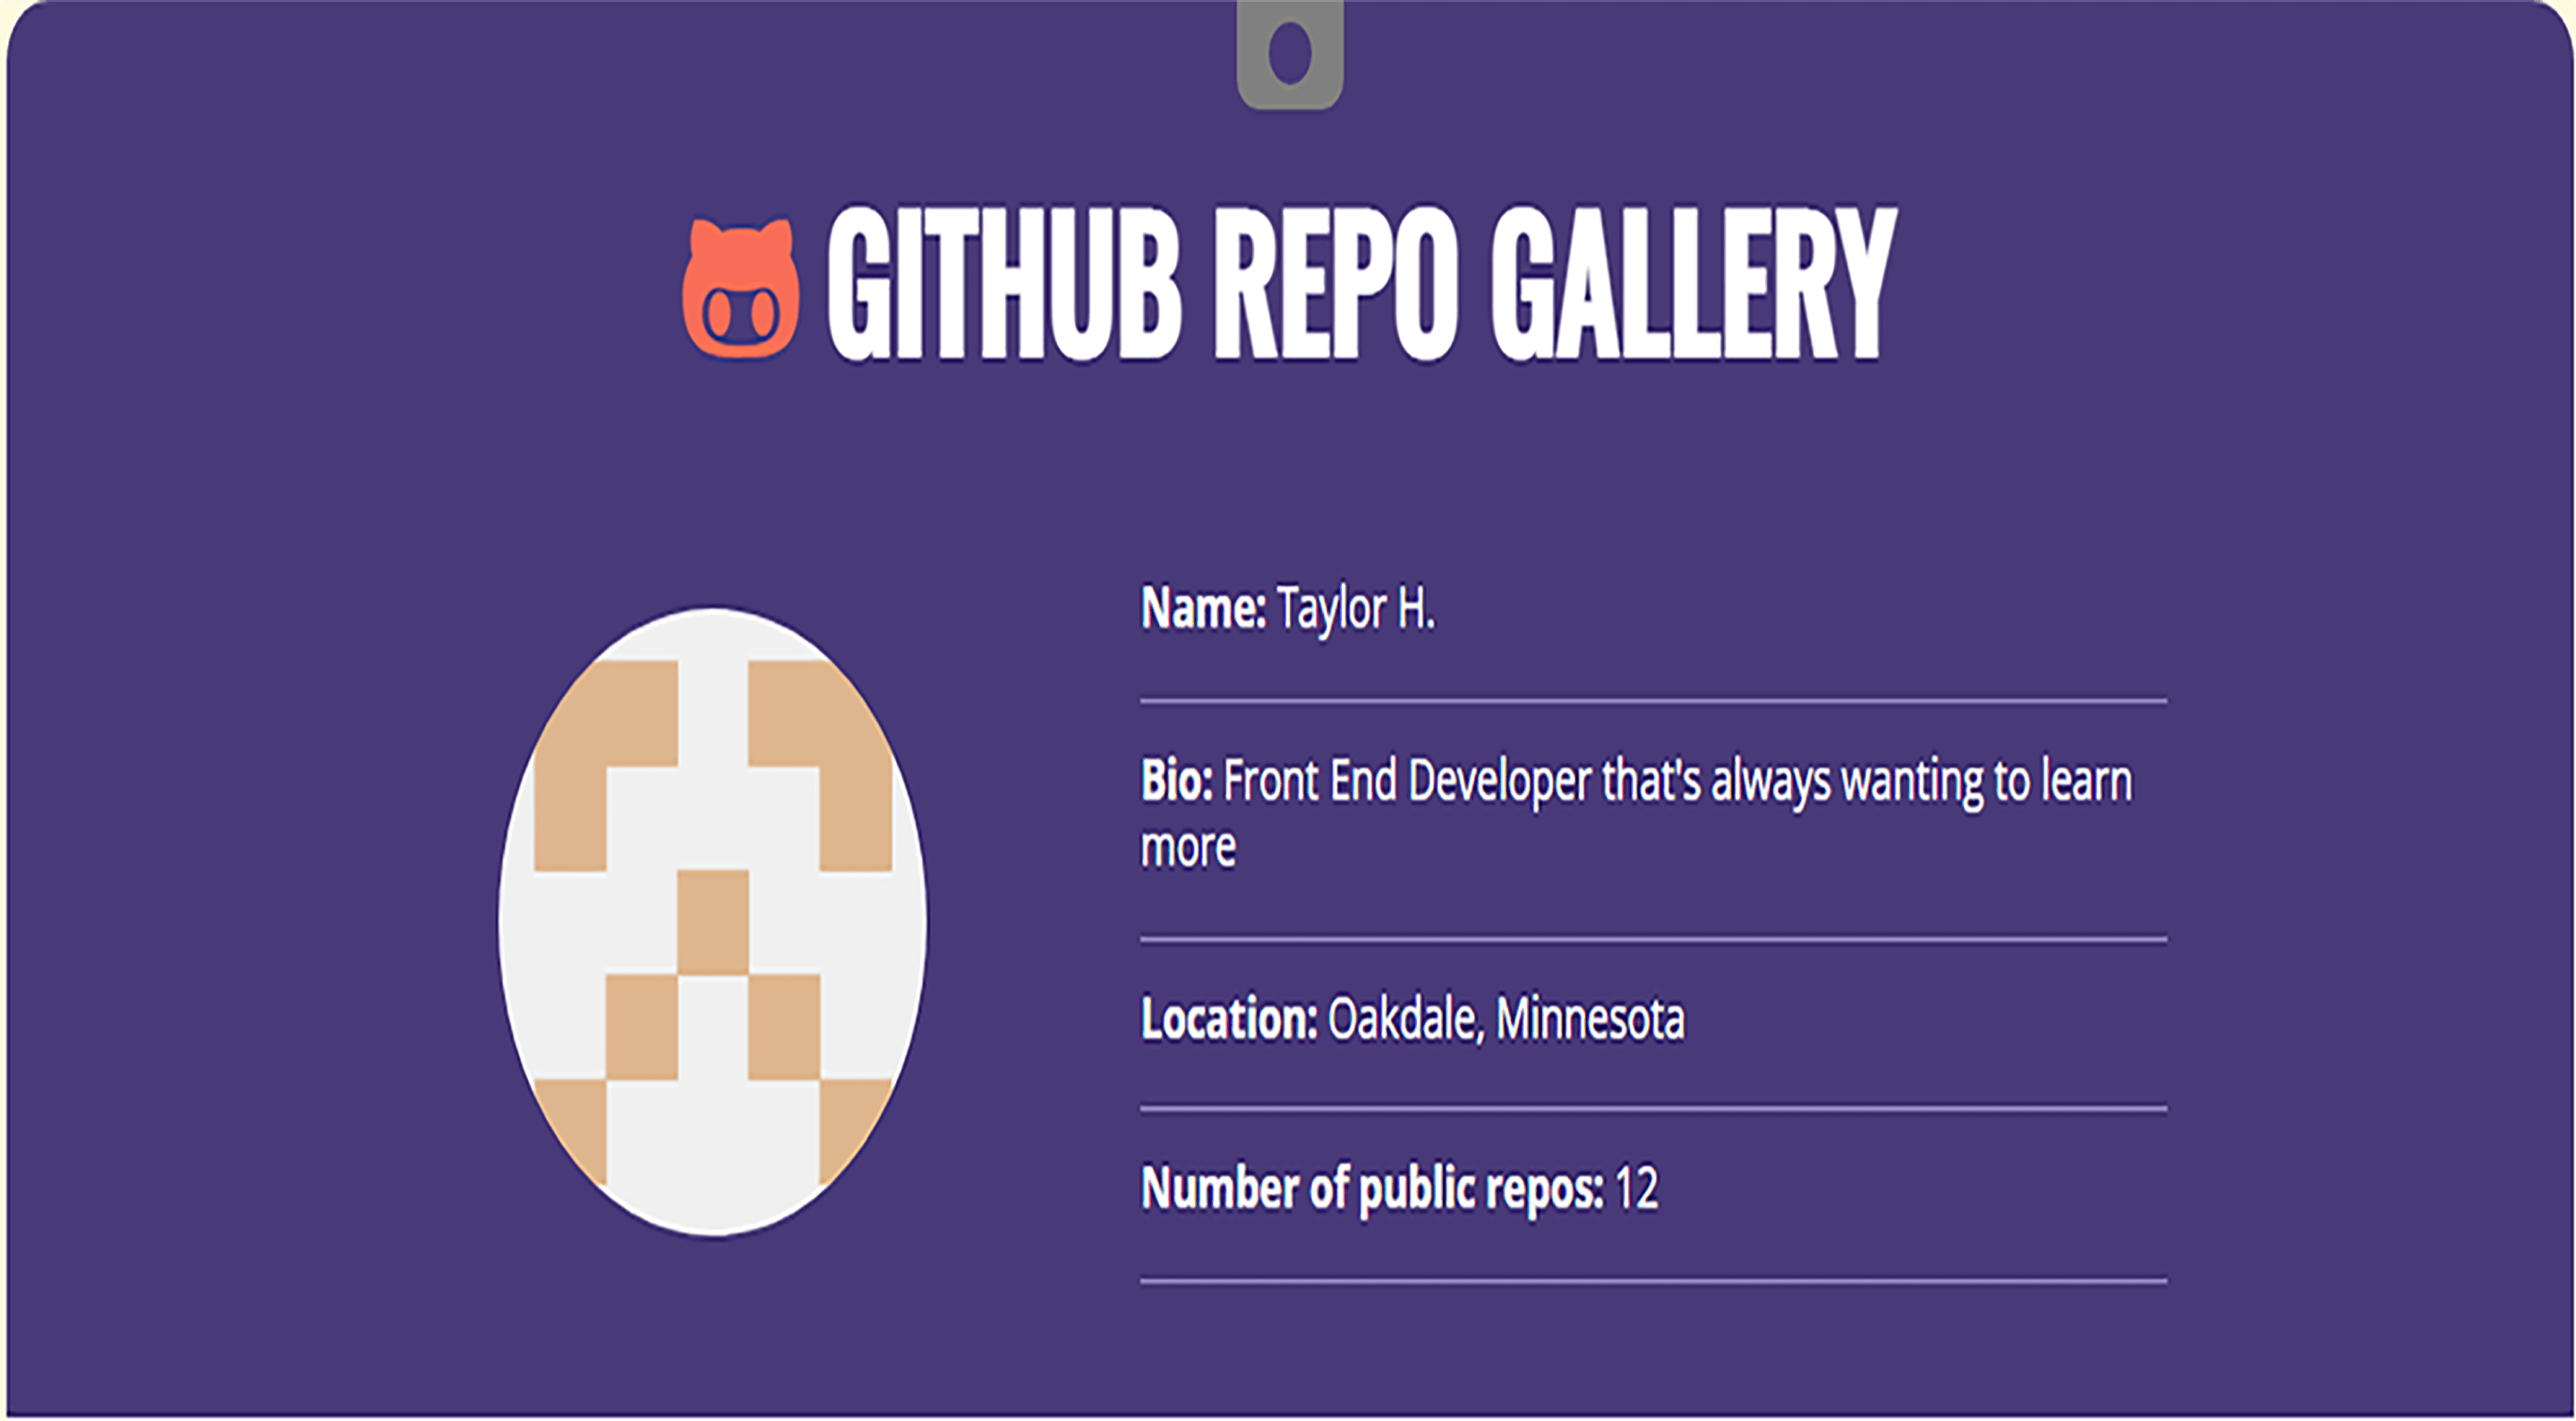 GITHUB REPO GALLERY
Name: Taylor H.
Bio: Front End Developer that's always wanting to learn
more
Location: Oakdale, Minnesota
Number of public repos: 12